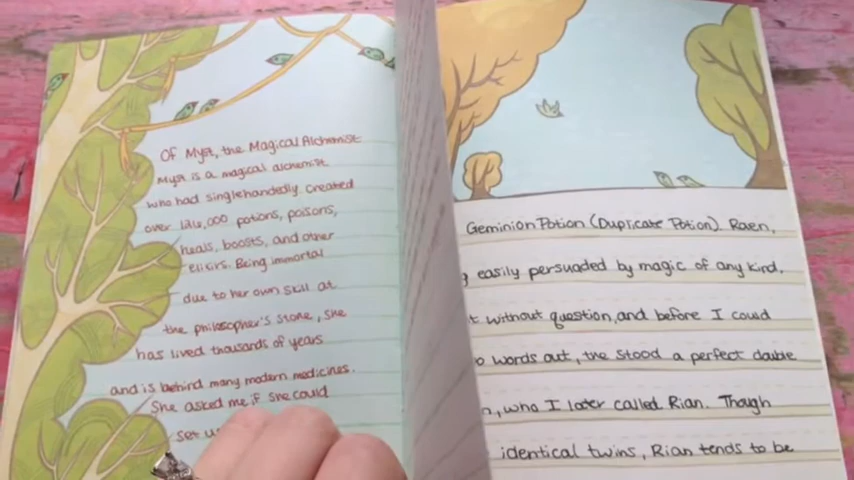 Of Myst, the Magical Alchemist
Myst is a magical alchemist
who had singlehandedly created
over potions, poisons,
heals, boosts, and other
elixirs. Being immortal
due to her own skill at
the philosopher's stone, she
has lived thousands of years
and is behind many modern medicines.
She asked me if she could
set
Geminion Potion (Duplicate Potion). Raen,
easily persuaded by magic of any kind,
without question, and before I could
words out, the stood a perfect double
who I later called Rian. Though
identical twins, Rian tends to be